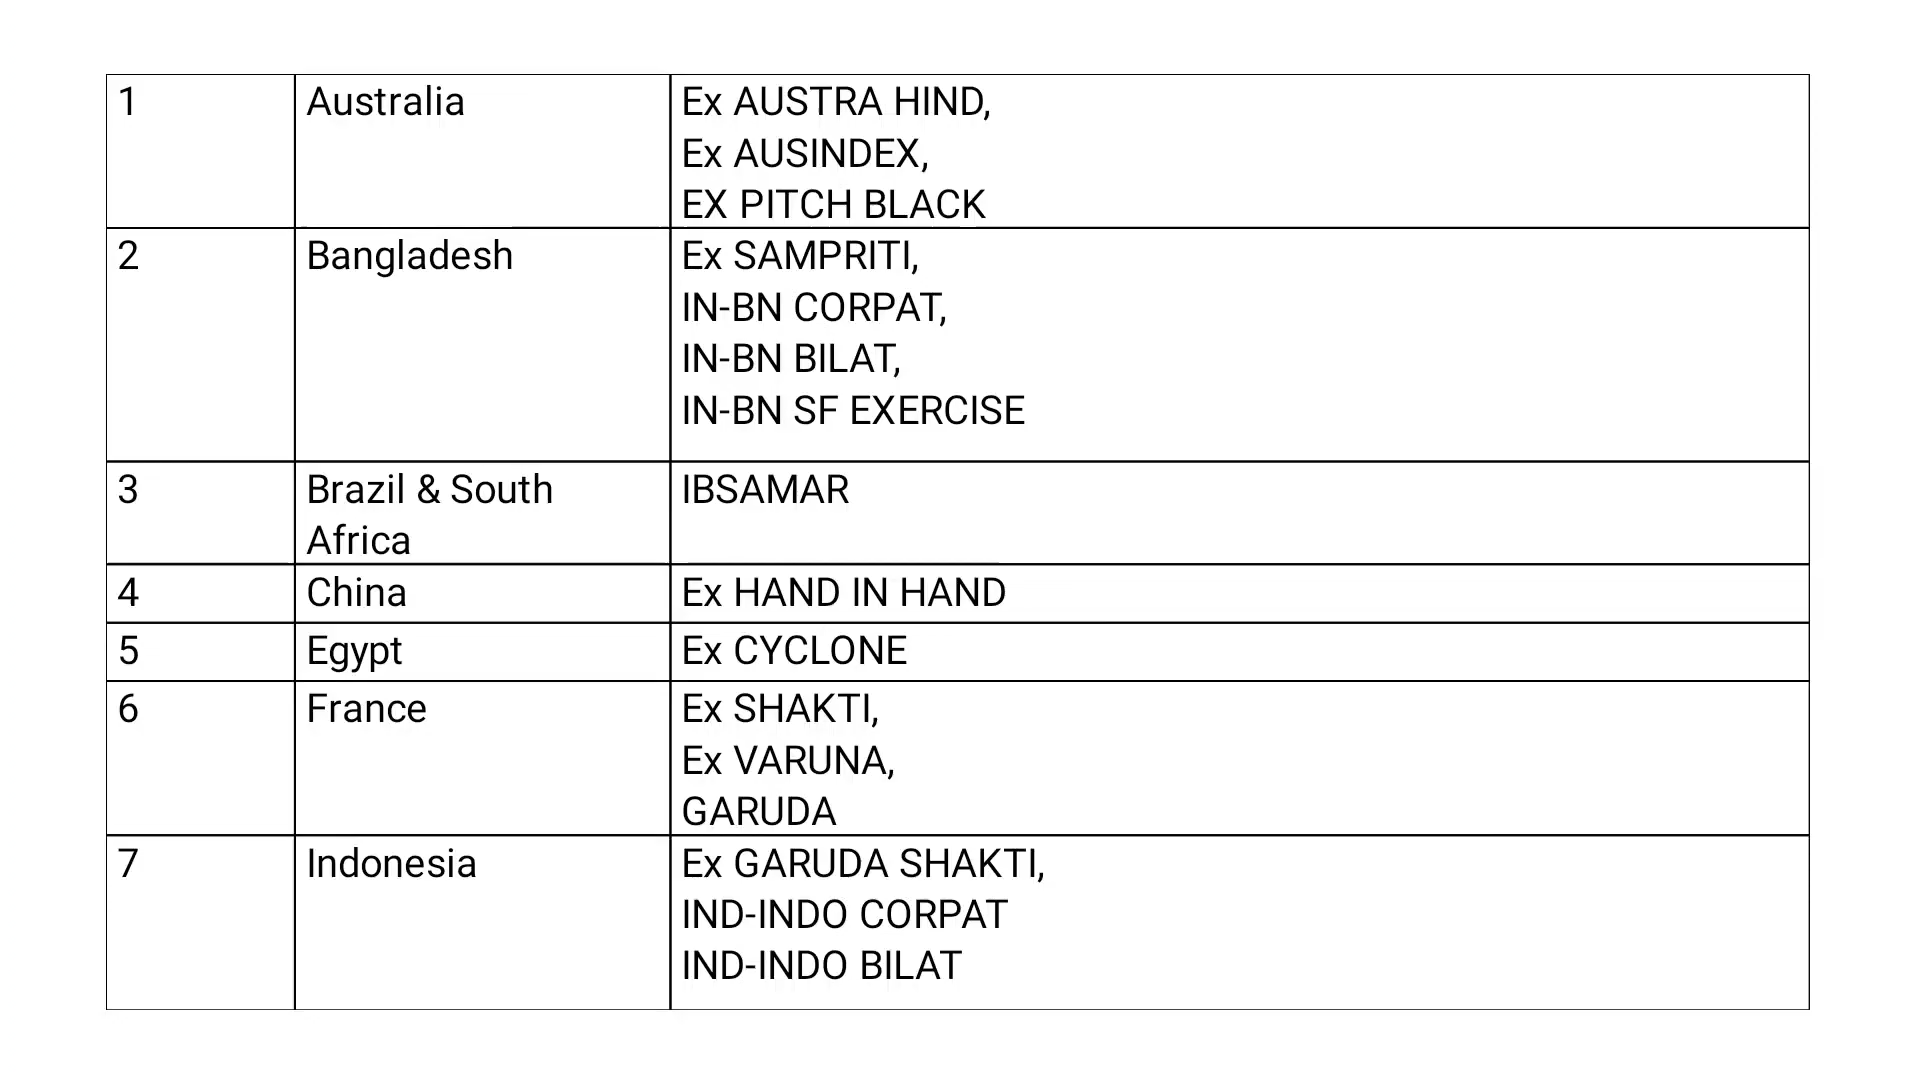 1
Australia
Ex AUSTRA HIND,
Ex AUSINDEX,
EX PITCH BLACK
2
Bangladesh
Ex SAMPRITI,
IN-BN CORPAT,
IN-BN BILAT,
IN-BN SF EXERCISE
3
Brazil & South
Africa
IBSAMAR
4
China
Ex HAND IN HAND
5
Egypt
Ex CYCLONE
6
France
Ex SHAKTI,
Ex VARUNA,
GARUDA
7
Indonesia
Ex GARUDA SHAKTI,
IND-INDO CORPAT
IND-INDO BILAT